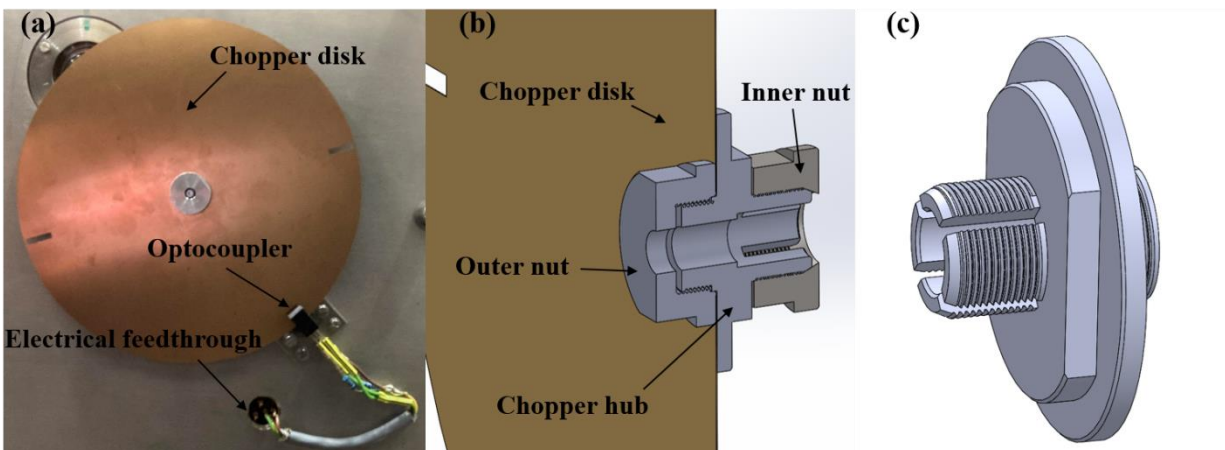 (a)
Chopper disk
Optocoupler
Electrical feedthrough
(b)
Chopper disk
Inner nut
Outer nut
Chopper hub
(c)